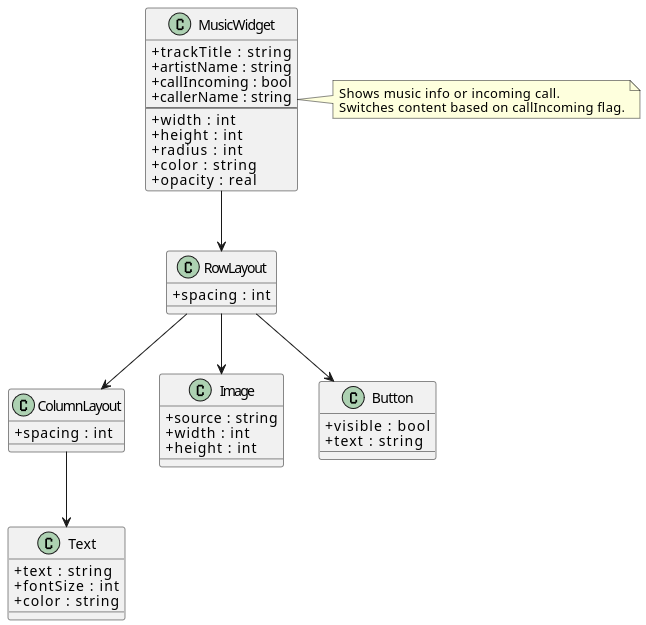 C MusicWidget
+trackTitle : string
+artistName : string
+callIncoming : bool
+callerName : string
+width : int
+height : int
+radius : int
+color : string
+opacity : real
Shows music info or incoming call.
Switches content based on callIncoming flag.
C RowLayout
+spacing : int
C ColumnLayout
+spacing : int
C Image
+source : string
+width : int
+height : int
C Button
+visible : bool
+text : string
C Text
+text : string
+fontSize : int
+color : string